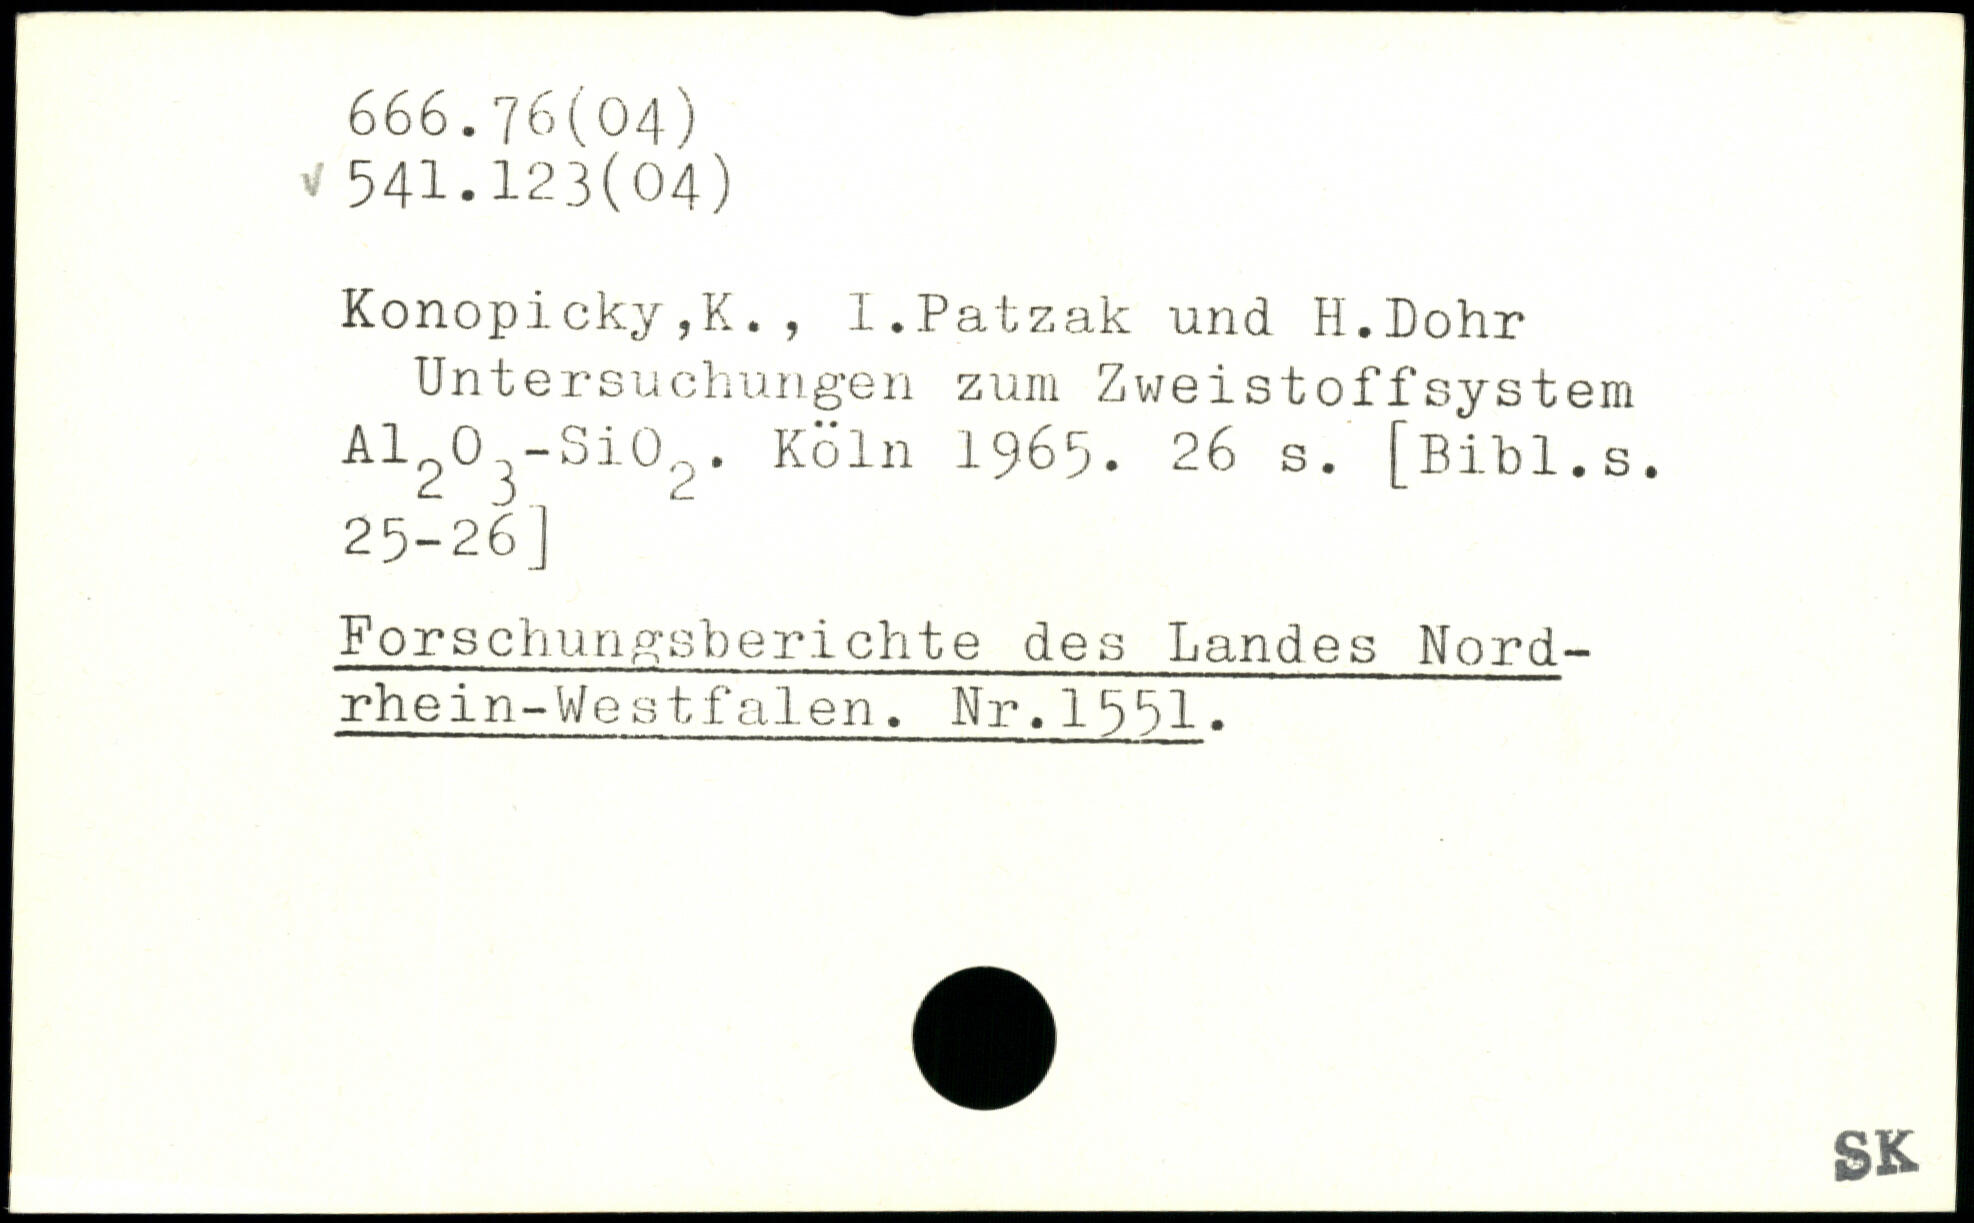 666.76(04)
v 541.123(04)
Konopicky,K., I.Patzak und H.Dohr
Untersuchungen zum Zweistoffsystem
Al₂O₃-SiO₂. Köln 1965. 26 s. [Bibl.s.
25-26]
Forschungsberichte des Landes Nord-
rhein-Westfalen. Nr.1551.
SK